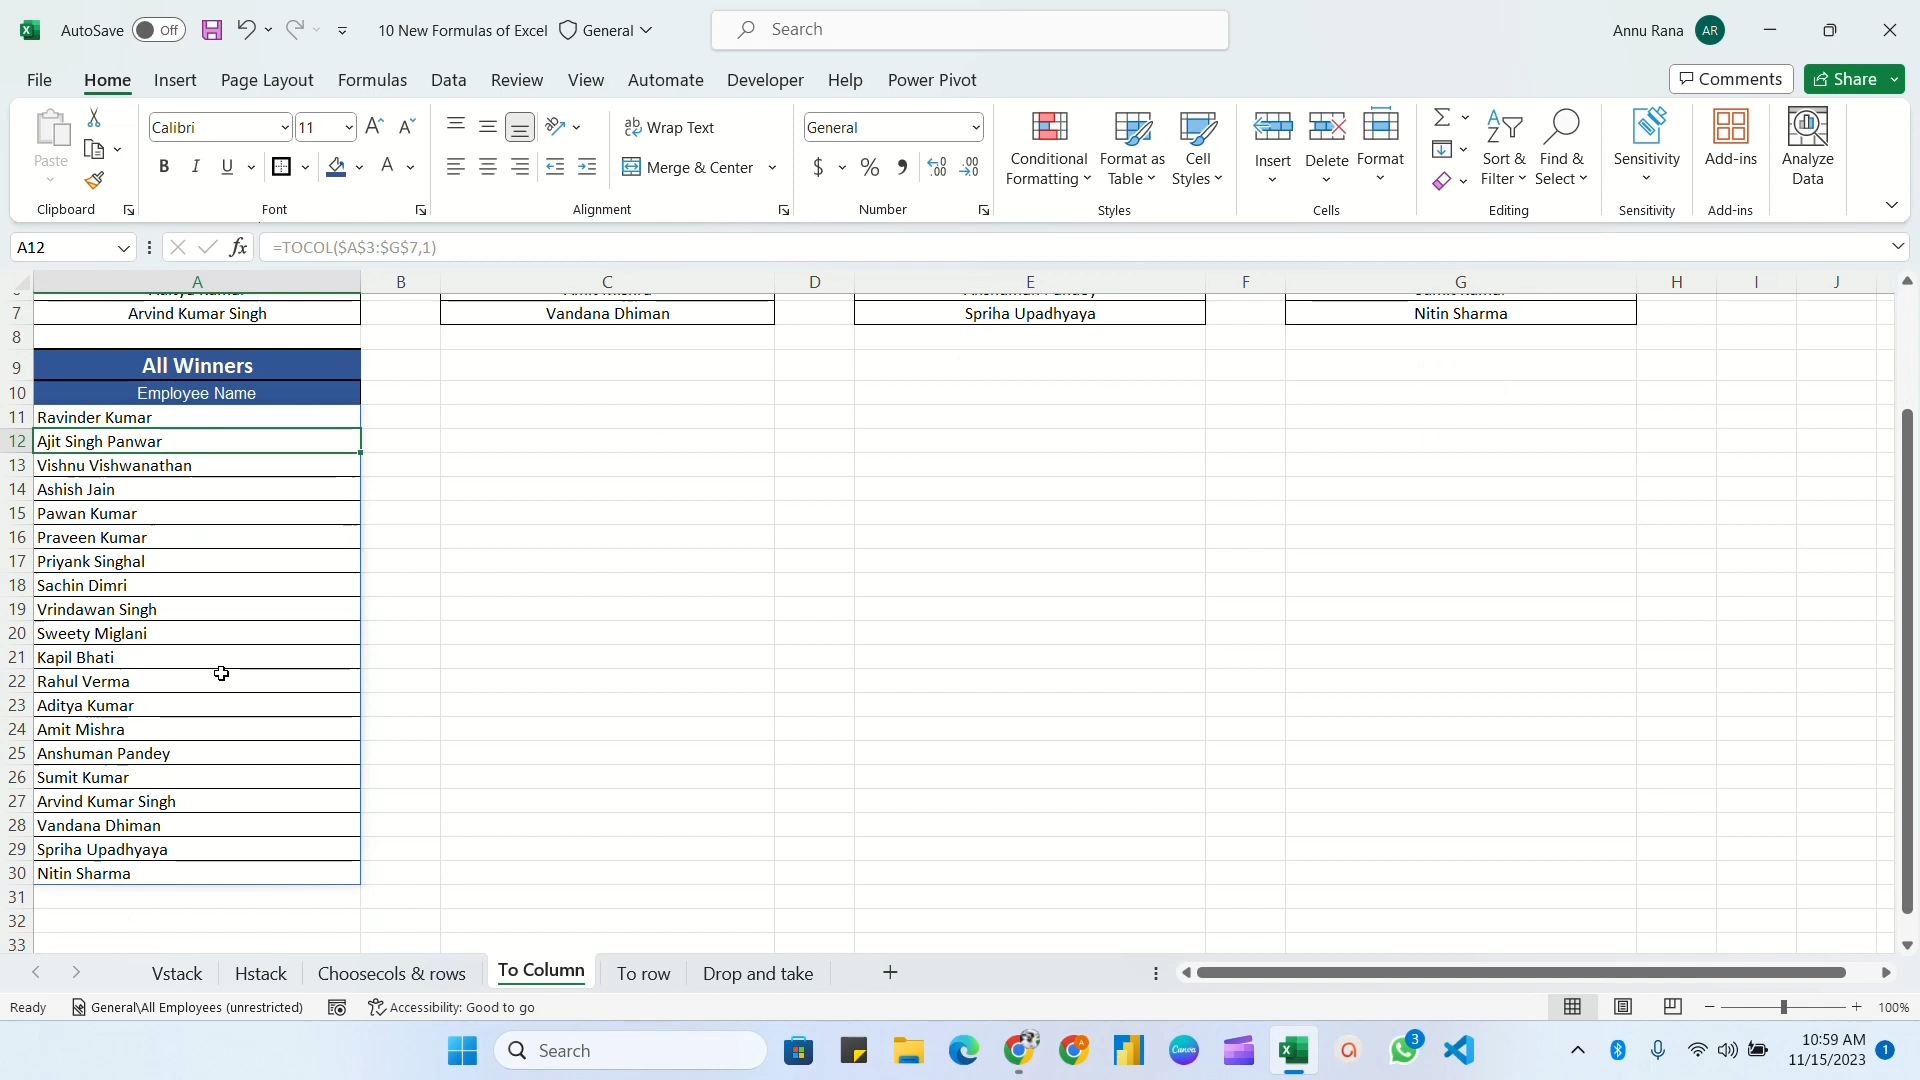 AutoSave Off 10 New Formulas of Excel General Search Annu Rana AR
File Home Insert Page Layout Formulas Data Review View Automate Developer Help Power Pivot Comments Share
Paste
Clipboard
Calibri 11
B I U A
Font
Wrap Text
Merge & Center
Alignment
General
$ % ,
Number
Conditional Formatting
Format as Table
Cell Styles
Styles
Insert
Delete
Format
Cells
Sort & Filter
Find & Select
Editing
Sensitivity
Sensitivity
Add-ins
Add-ins
Analyze Data
A12 fx =TOCOL($A$3:$G$7,1)
A B C D E F G H I J
7 Arvind Kumar Singh Vandana Dhiman Spriha Upadhyaya Nitin Sharma
8
9 All Winners
10 Employee Name
11 Ravinder Kumar
12 Ajit Singh Panwar
13 Vishnu Vishwanathan
14 Ashish Jain
15 Pawan Kumar
16 Praveen Kumar
17 Priyank Singhal
18 Sachin Dimri
19 Vrindawan Singh
20 Sweety Miglani
21 Kapil Bhati
22 Rahul Verma
23 Aditya Kumar
24 Amit Mishra
25 Anshuman Pandey
26 Sumit Kumar
27 Arvind Kumar Singh
28 Vandana Dhiman
29 Spriha Upadhyaya
30 Nitin Sharma
31
32
33
Vstack Hstack Choosecols & rows To Column To row Drop and take
Ready General\All Employees (unrestricted) Accessibility: Good to go 100%
Search 3 10:59 AM
11/15/2023 1